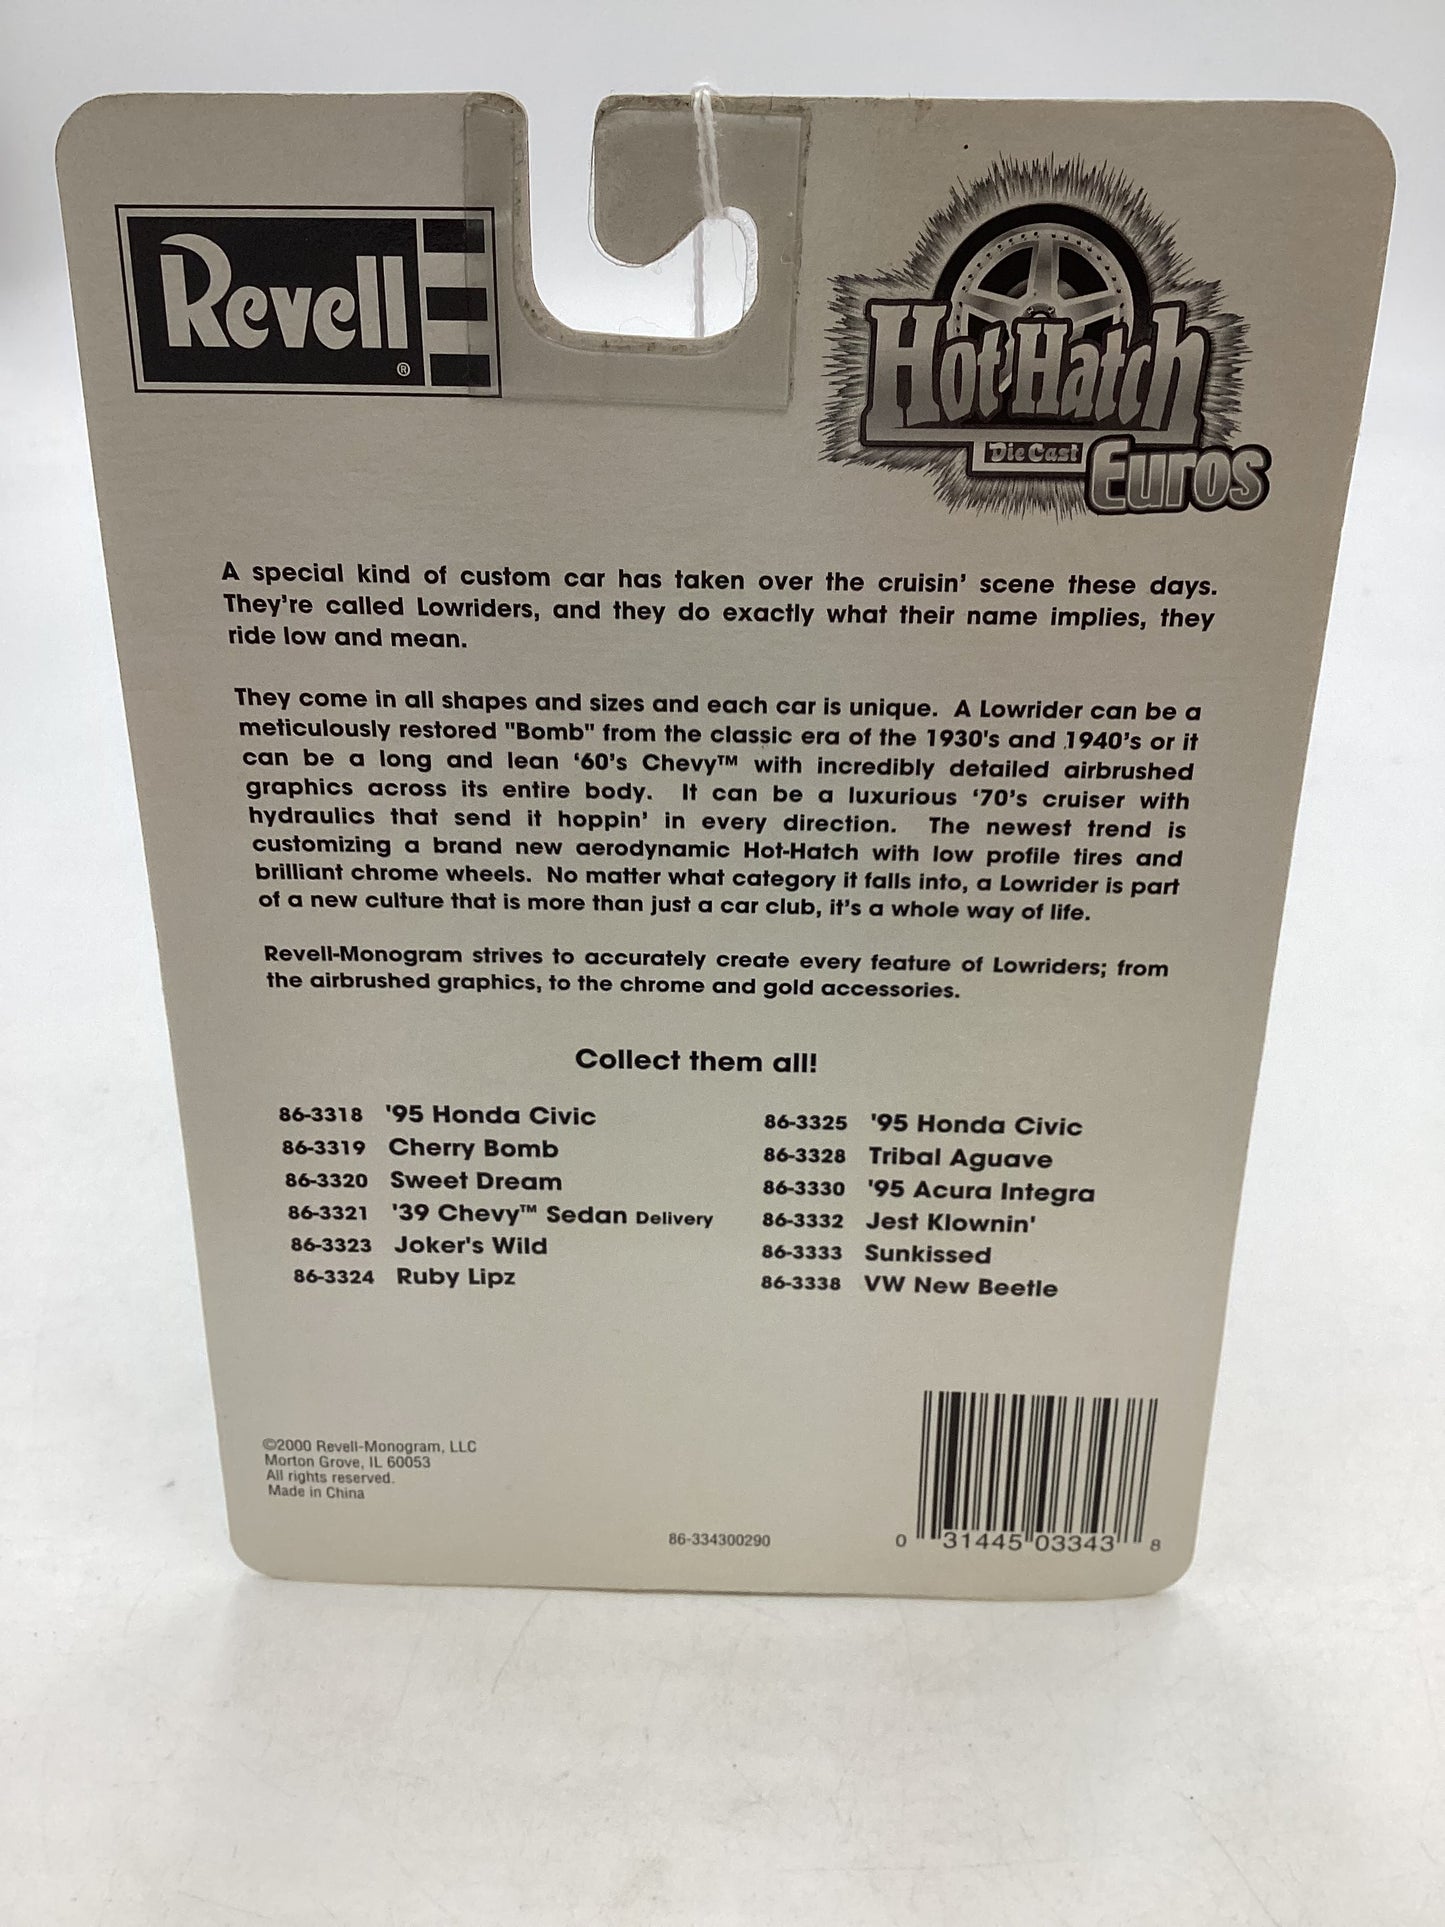 Revell®
Hot-Hatch
Die Cast
Euros
A special kind of custom car has taken over the cruisin' scene these days.
They're called Lowriders, and they do exactly what their name implies, they
ride low and mean.
They come in all shapes and sizes and each car is unique. A Lowrider can be a
meticulously restored "Bomb" from the classic era of the 1930's and 1940's or it
can be a long and lean '60's Chevy™ with incredibly detailed airbrushed
graphics across its entire body. It can be a luxurious '70's cruiser with
hydraulics that send it hoppin' in every direction. The newest trend is
customizing a brand new aerodynamic Hot-Hatch with low profile tires and
brilliant chrome wheels. No matter what category it falls into, a Lowrider is part
of a new culture that is more than just a car club, it's a whole way of life.
Revell-Monogram strives to accurately create every feature of Lowriders; from
the airbrushed graphics, to the chrome and gold accessories.
Collect them all!
86-3318 '95 Honda Civic
86-3319 Cherry Bomb
86-3320 Sweet Dream
86-3321 '39 Chevy™ Sedan Delivery
86-3323 Joker's Wild
86-3324 Ruby Lipz
86-3325 '95 Honda Civic
86-3328 Tribal Aguave
86-3330 '95 Acura Integra
86-3332 Jest Klownin'
86-3333 Sunkissed
86-3338 VW New Beetle
©2000 Revell-Monogram, LLC
Morton Grove, IL 60053
All rights reserved.
Made in China
86-334300290
0 31445 03343 8